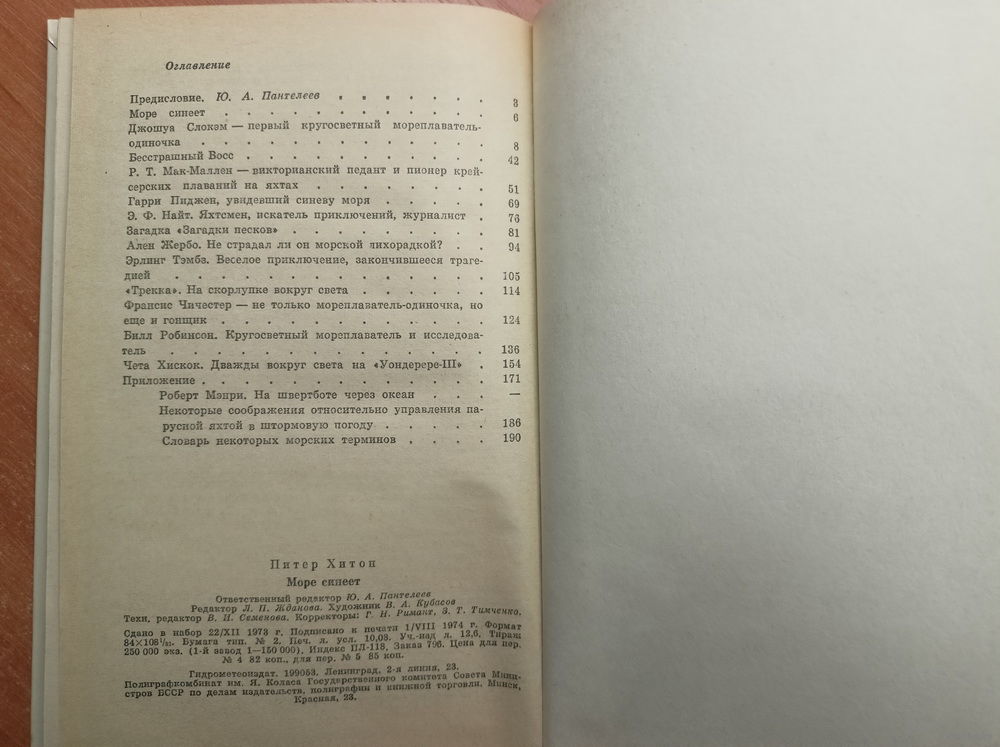 Оглавление
Предисловие. Ю. А. Пантелеев . . . . . . . 3
Море синеет . . . . . . . . . . . . 6
Джошуа Слокэм — первый кругосветный мореплаватель-
одиночка . . . . . . . . . . . . 8
Бесстрашный Восс . . . . . . . . . . . 42
Р. Т. Мак-Маллен — викторианский педант и пионер крей-
серских плаваний на яхтах . . . . . . . . 51
Гарри Пиджен, увидевший синеву моря . . . . . 69
Э. Ф. Найт. Яхтсмен, искатель приключений, журналист . 76
Загадка «Загадки песков» . . . . . . . . . 81
Ален Жербо. Не страдал ли он морской лихорадкой? . . 94
Эрлинг Тэмбз. Веселое приключение, закончившееся траге-
дией . . . . . . . . . . . . . . 105
«Трекка». На скорлупке вокруг света . . . . . . 114
Франсис Чичестер — не только мореплаватель-одиночка, но
еще и гонщик . . . . . . . . . . . . 124
Билл Робинсон. Кругосветный мореплаватель и исследова-
тель . . . . . . . . . . . . . . 136
Чета Хискок. Дважды вокруг света на «Уондерере-III» . 154
Приложение . . . . . . . . . . . . . 171
Роберт Мэнри. На швертботе через океан . . . —
Некоторые соображения относительно управления па-
русной яхтой в штормовую погоду . . . . . 186
Словарь некоторых морских терминов . . . . 190
Питер Хитон
Море синеет
Ответственный редактор Ю. А. Пантелеев
Редактор Л. П. Жданова. Художник В. А. Кубасов
Техн. редактор В. И. Семенова. Корректоры: Г. Н. Римант, З. Т. Тимченко.
Сдано в набор 22/XII 1973 г. Подписано к печати 1/VIII 1974 г. Формат
84×108¹/₃₂. Бумага тип. № 2. Печ. л. усл. 10,08. Уч.-изд л. 12,6. Тираж
250 000 экз. (1-й завод 1—150 000). Индекс ПЛ-118. Заказ 796. Цена для пер.
№ 4 82 коп., для пер. № 5 85 коп.
Гидрометеоиздат. 199053. Ленинград, 2-я линия, 23.
Полиграфкомбинат им. Я. Коласа Государственного комитета Совета Мини-
стров БССР по делам издательств, полиграфии и книжной торговли. Минск,
Красная, 23.